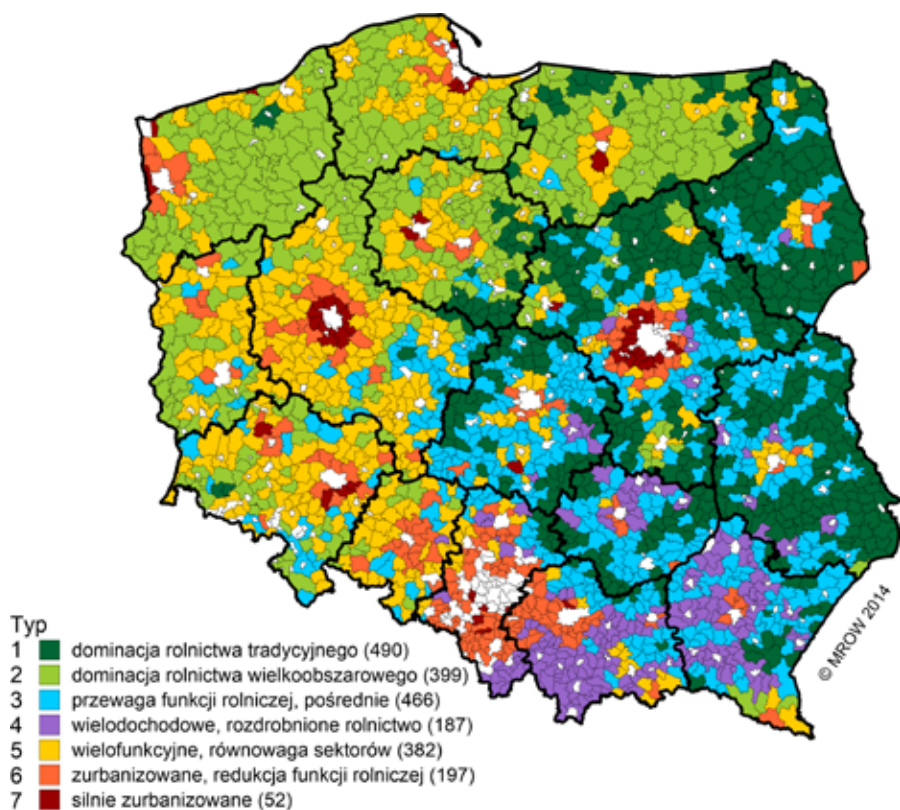 Typ
1 dominacja rolnictwa tradycyjnego (490)
2 dominacja rolnictwa wielkoobszarowego (399)
3 przewaga funkcji rolniczej, pośrednie (466)
4 wielodochodowe, rozdrobnione rolnictwo (187)
5 wielofunkcyjne, równowaga sektorów (382)
6 zurbanizowane, redukcja funkcji rolniczej (197)
7 silnie zurbanizowane (52)
© MROW 2014